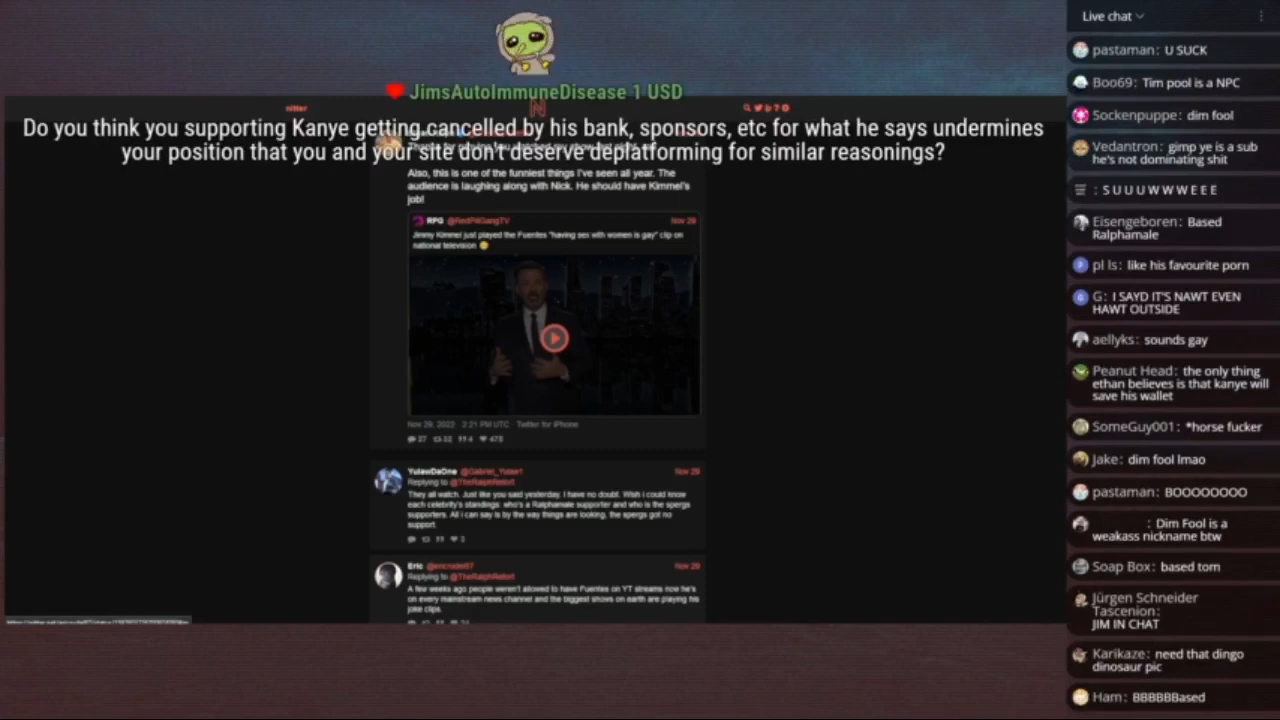 JimsAutoImmuneDisease 1 USD
nitter
N
Do you think you supporting Kanye getting cancelled by his bank, sponsors, etc for what he says undermines
your position that you and your site don't deserve deplatforming for similar reasonings?
Also, this is one of the funniest things I've seen all year. The
audience is laughing along with Nick. He should have Kimmel's
job!
RPG @RedPillGangTV Nov 29
Jimmy Kimmel just played the Fuentes "having sex with women is gay" clip on
national television
Nov 29, 2022 2:21 PM UTC Twitter for iPhone
YulawDaOne @Gabriel_Yulaw1 Nov 29
Replying to @TheRalphRetort
They all watch. Just like you said yesterday. I have no doubt. Wish i could know
each celebrity's standings: who's a Ralphamale supporter and who is the spergs
supporters. All i can say is by the way things are looking, the spergs got no
support
3
Eric Nov 29
Replying to @TheRalphRetort
A few weeks ago people weren't allowed to have Fuentes on YT streams now he's
on every mainstream news channel and the biggest shows on earth are playing his
joke clips.
Live chat
pastaman: U SUCK
Boo69: Tim pool is a NPC
Sockenpuppe: dim fool
Vedantron: gimp ye is a sub
he's not dominating shit
: S U U U W W W E E E
Eisengeboren: Based
Ralphamale
pl ls: like his favourite porn
G: I SAYD IT'S NAWT EVEN
HAWT OUTSIDE
aellyks: sounds gay
Peanut Head: the only thing
ethan believes is that kanye will
save his wallet
SomeGuy001: *horse fucker
Jake: dim fool lmao
pastaman: BOOOOOOOO
: Dim Fool is a
weakass nickname btw
Soap Box: based tom
Jürgen Schneider
Tascenion:
JIM IN CHAT
Karikaze: need that dingo
dinosaur pic
Ham: BBBBBBased